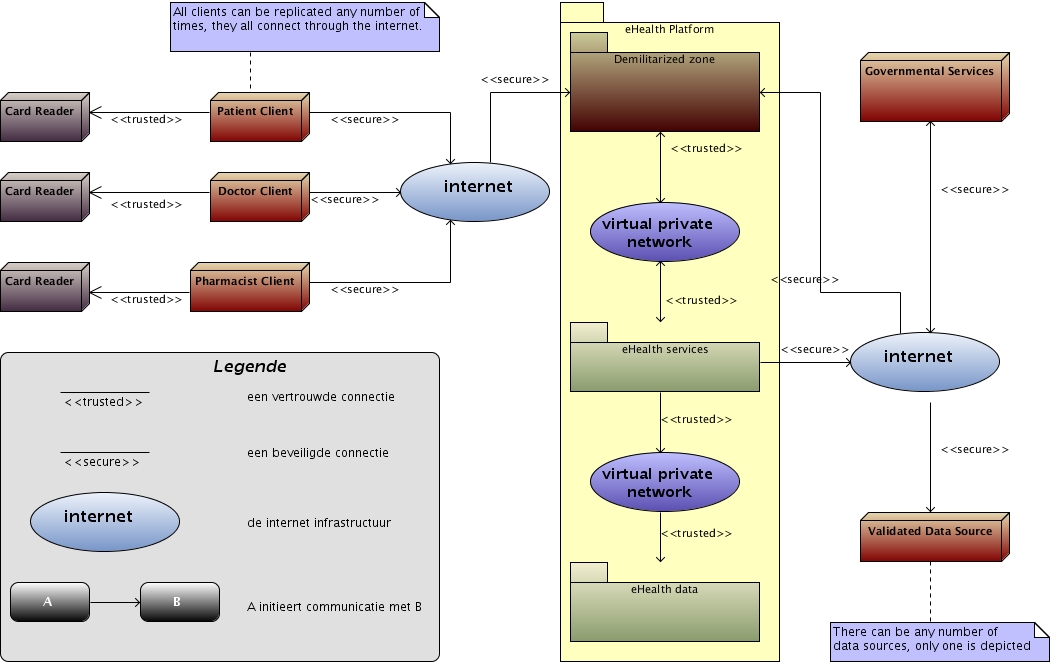 All clients can be replicated any number of
times, they all connect through the internet.
eHealth Platform
Demilitarized zone
Governmental Services
<<secure>>
Card Reader
<<trusted>>
Patient Client
<<secure>>
<<trusted>>
internet
Card Reader
<<trusted>>
Doctor Client
<<secure>>
<<secure>>
virtual private
network
Card Reader
<<trusted>>
Pharmacist Client
<<secure>>
<<trusted>>
<<secure>>
eHealth services
<<secure>>
internet
<<trusted>>
virtual private
network
<<trusted>>
eHealth data
<<secure>>
Validated Data Source
There can be any number of
data sources, only one is depicted
Legende
<<trusted>>
een vertrouwde connectie
<<secure>>
een beveiligde connectie
internet
de internet infrastructuur
A
B
A initieert communicatie met B